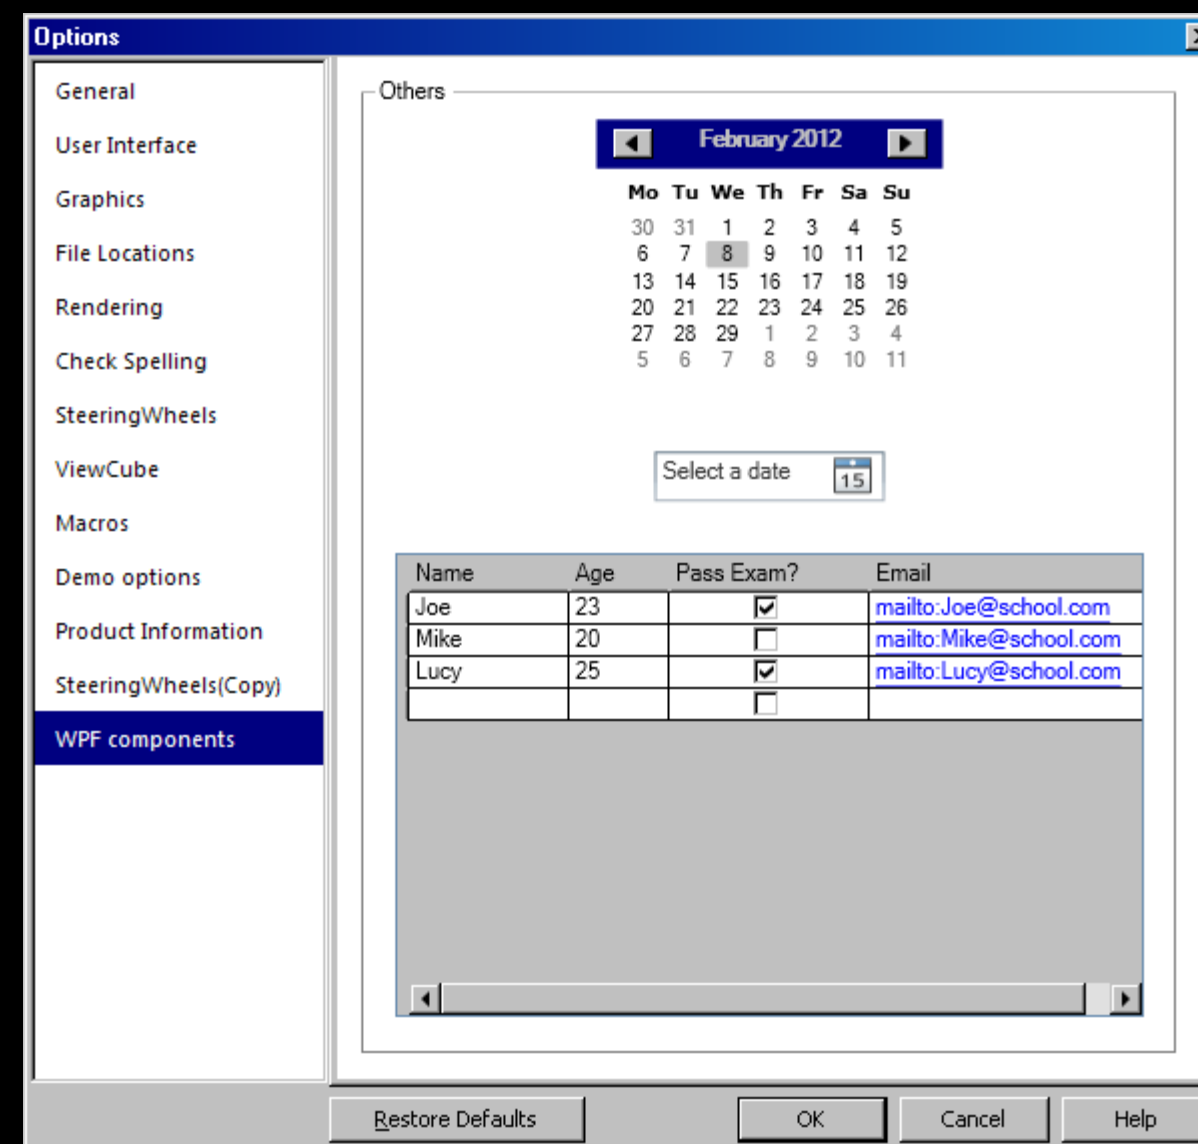 Options
General
User Interface
Graphics
File Locations
Rendering
Check Spelling
SteeringWheels
ViewCube
Macros
Demo options
Product Information
SteeringWheels(Copy)
WPF components
Others
February 2012
Mo Tu We Th Fr Sa Su
30 31 1 2 3 4 5
6 7 8 9 10 11 12
13 14 15 16 17 18 19
20 21 22 23 24 25 26
27 28 29 1 2 3 4
5 6 7 8 9 10 11
Select a date 15
Name Age Pass Exam? Email
Joe 23 mailto:Joe@school.com
Mike 20 mailto:Mike@school.com
Lucy 25 mailto:Lucy@school.com
Restore Defaults OK Cancel Help